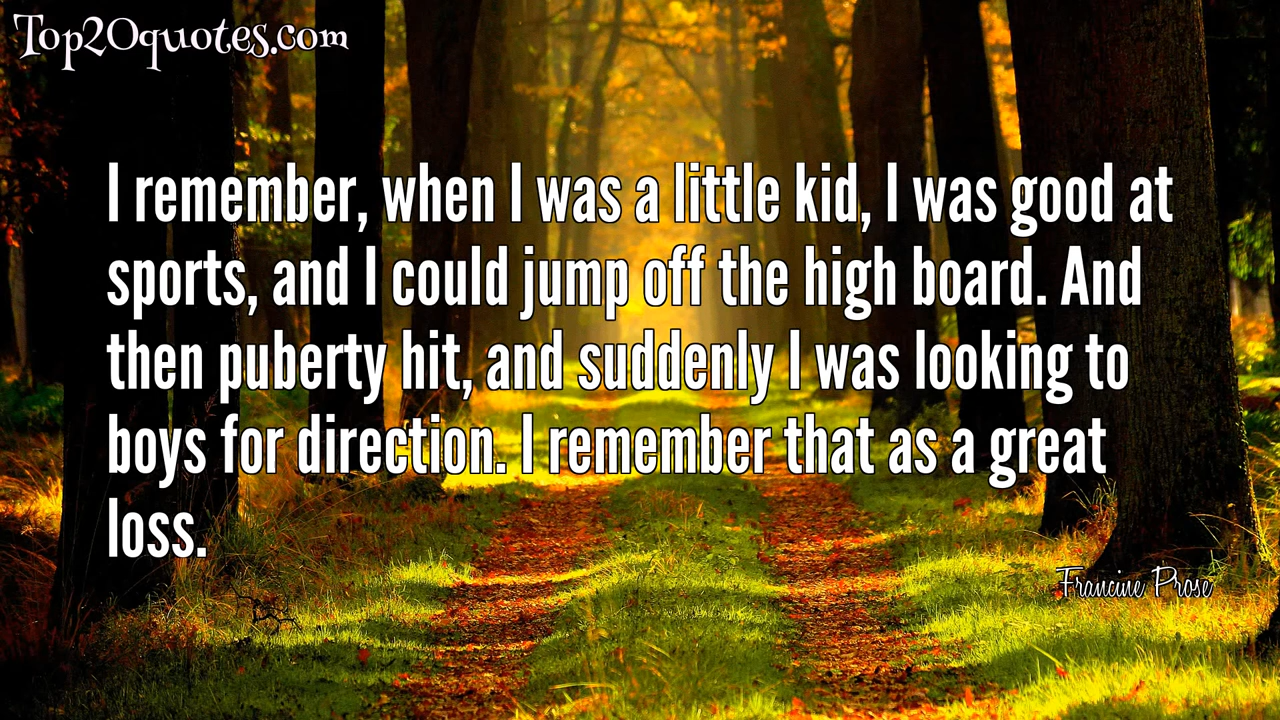 Top20quotes.com
I remember, when I was a little kid, I was good at
sports, and I could jump off the high board. And
then puberty hit, and suddenly I was looking to
boys for direction. I remember that as a great
loss.
Francine Prose